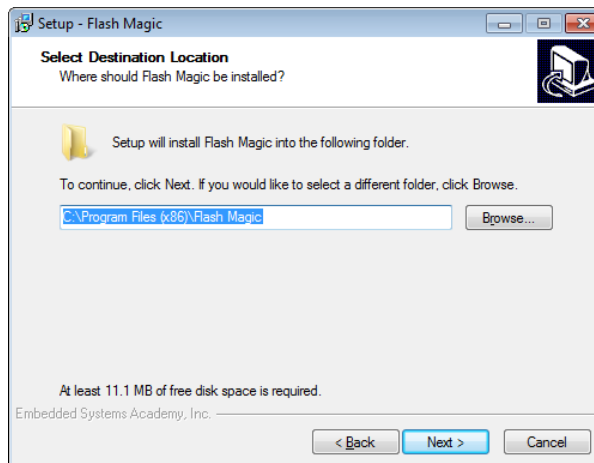 Setup - Flash Magic
Select Destination Location
Where should Flash Magic be installed?
Setup will install Flash Magic into the following folder.
To continue, click Next. If you would like to select a different folder, click Browse.
C:\Program Files (x86)\Flash Magic
Browse...
At least 11.1 MB of free disk space is required.
Embedded Systems Academy, Inc.
< Back
Next >
Cancel